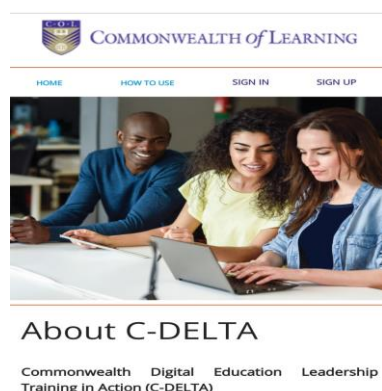 C·O·L
COMMONWEALTH of LEARNING
HOME HOW TO USE SIGN IN SIGN UP
About C-DELTA
Commonwealth Digital Education Leadership
Training in Action (C-DELTA)